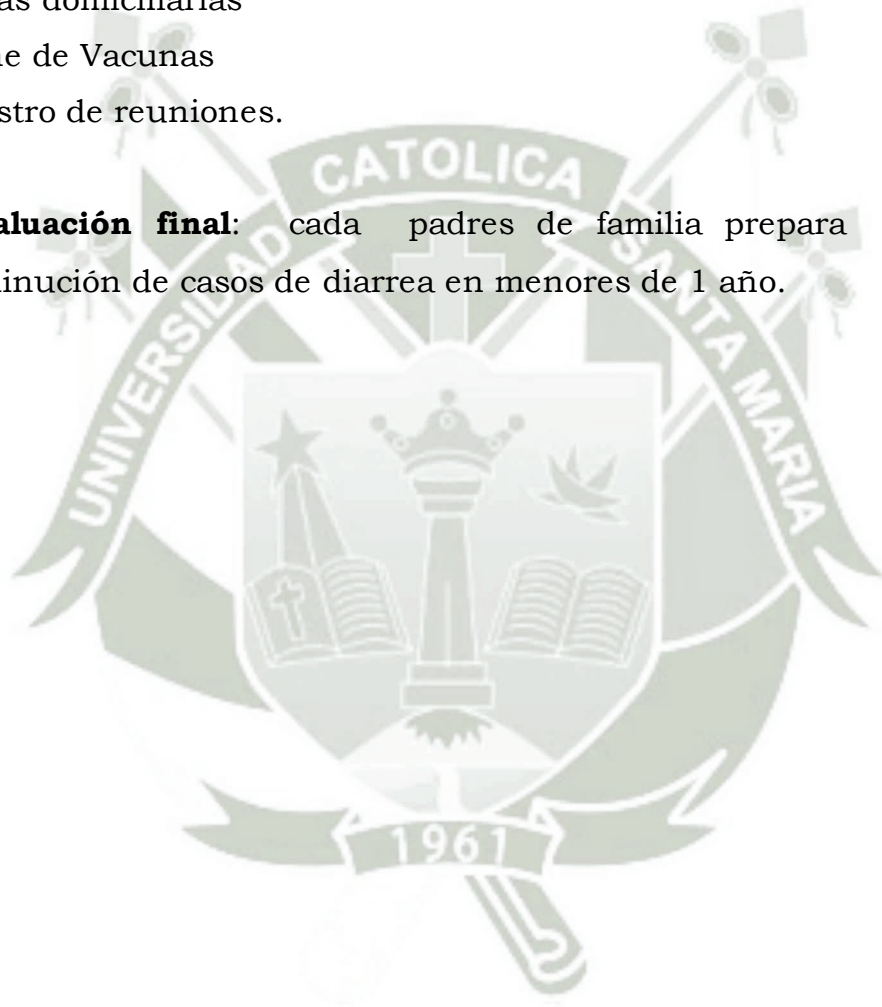 as domiciliarias
ne de Vacunas
stro de reuniones.
aluación final: cada padres de familia prepara
inución de casos de diarrea en menores de 1 año.
UNIVERSIDAD CATOLICA SANTA MARIA
1961